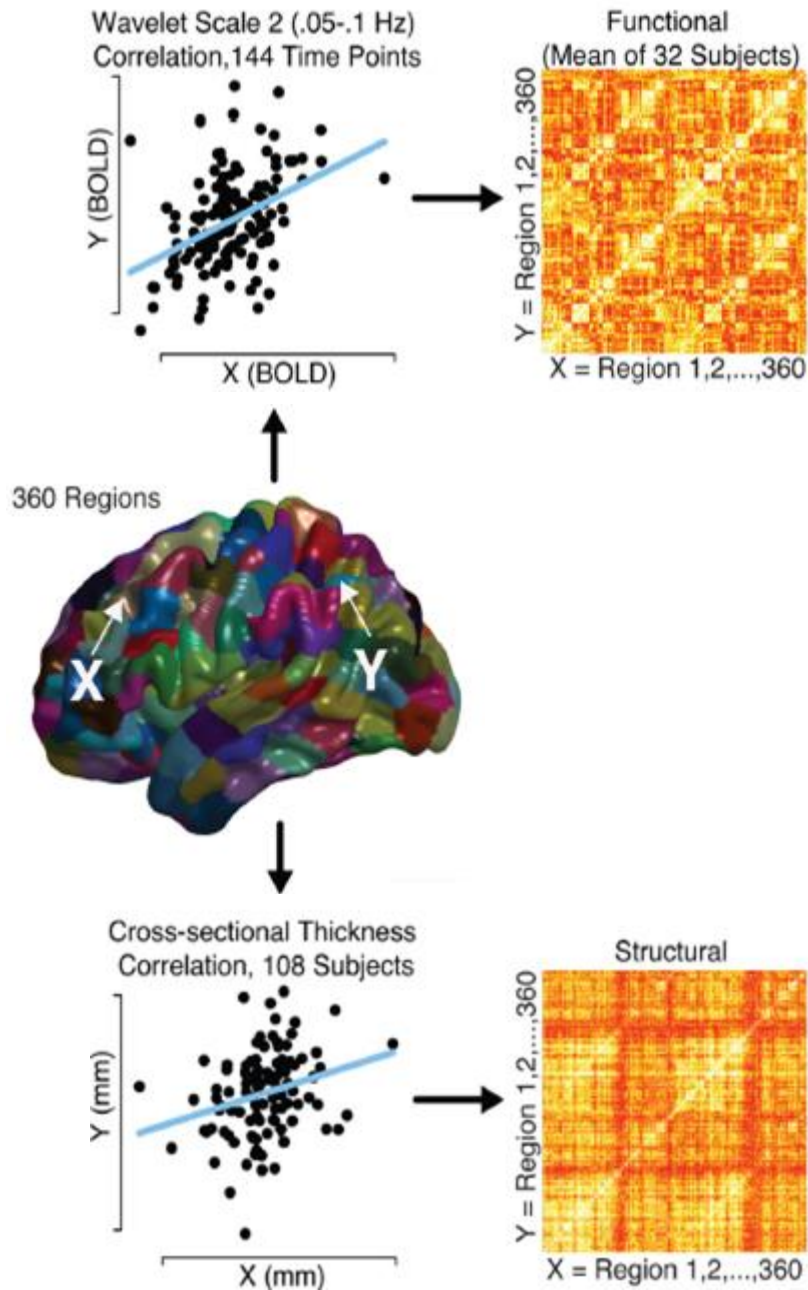 Wavelet Scale 2 (.05-.1 Hz)
Correlation,144 Time Points
Y (BOLD)
X (BOLD)
Functional
(Mean of 32 Subjects)
Y = Region 1,2,...,360
X = Region 1,2,...,360
360 Regions
X
Y
Cross-sectional Thickness
Correlation, 108 Subjects
Y (mm)
X (mm)
Structural
Y = Region 1,2,...,360
X = Region 1,2,...,360